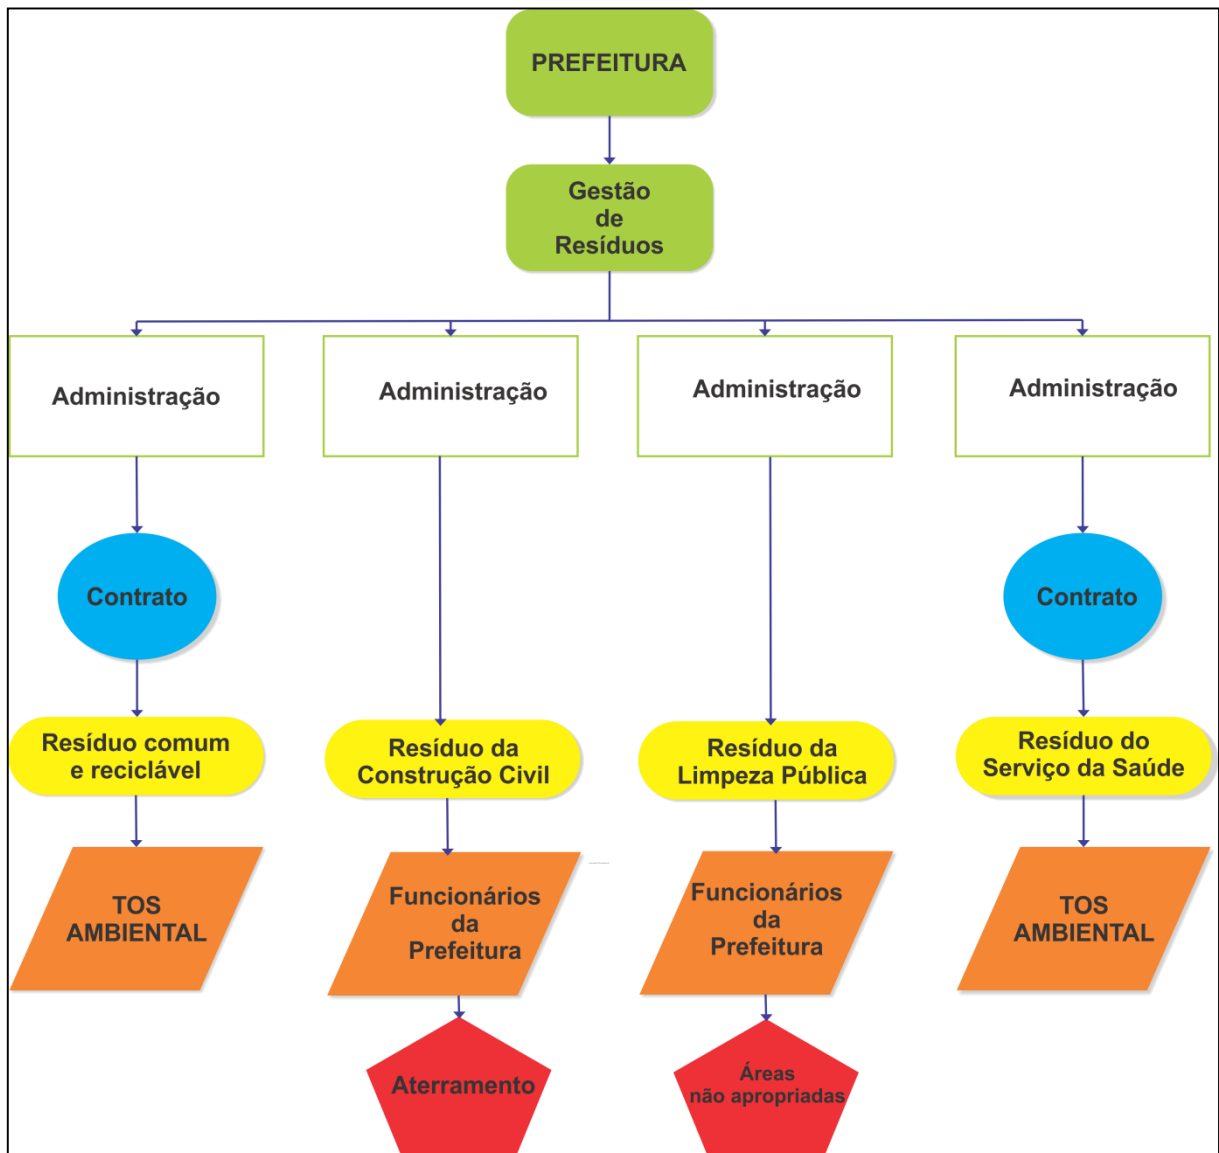 PREFEITURA
Gestão
de
Resíduos
Administração
Administração
Administração
Administração
Contrato
Contrato
Resíduo comum
e reciclável
Resíduo da
Construção Civil
Resíduo da
Limpeza Pública
Resíduo do
Serviço da Saúde
TOS
AMBIENTAL
Funcionários
da
Prefeitura
Funcionários
da
Prefeitura
TOS
AMBIENTAL
Aterramento
Áreas
não apropriadas